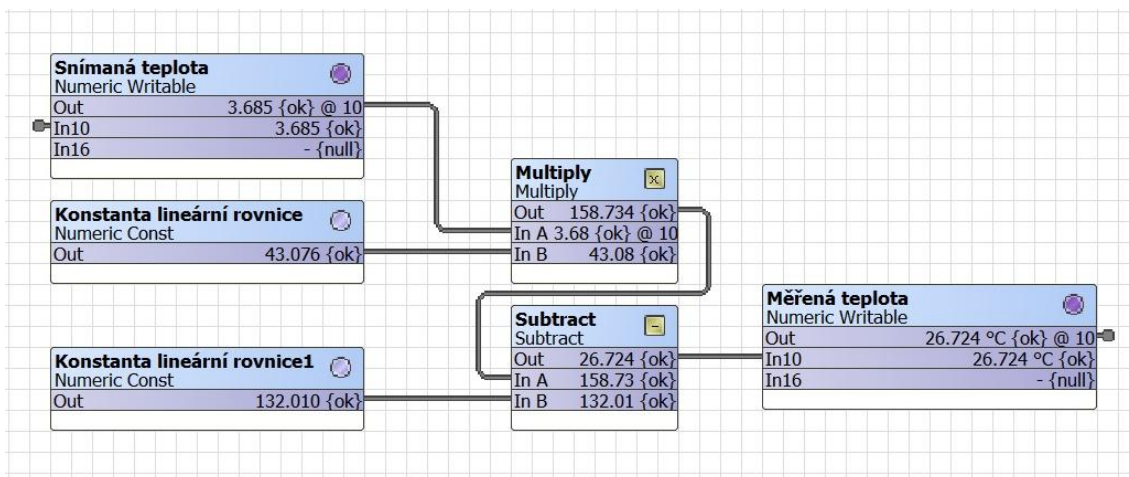 Snímaná teplota
Numeric Writable
Out 3.685 {ok} @ 10
In10 3.685 {ok}
In16 - {null}
Konstanta lineární rovnice
Numeric Const
Out 43.076 {ok}
Multiply
x
Multiply
Out 158.734 {ok}
In A 3.68 {ok} @ 10
In B 43.08 {ok}
Konstanta lineární rovnice1
Numeric Const
Out 132.010 {ok}
Subtract
-
Subtract
Out 26.724 {ok}
In A 158.73 {ok}
In B 132.01 {ok}
Měřená teplota
Numeric Writable
Out 26.724 °C {ok} @ 10
In10 26.724 °C {ok}
In16 - {null}